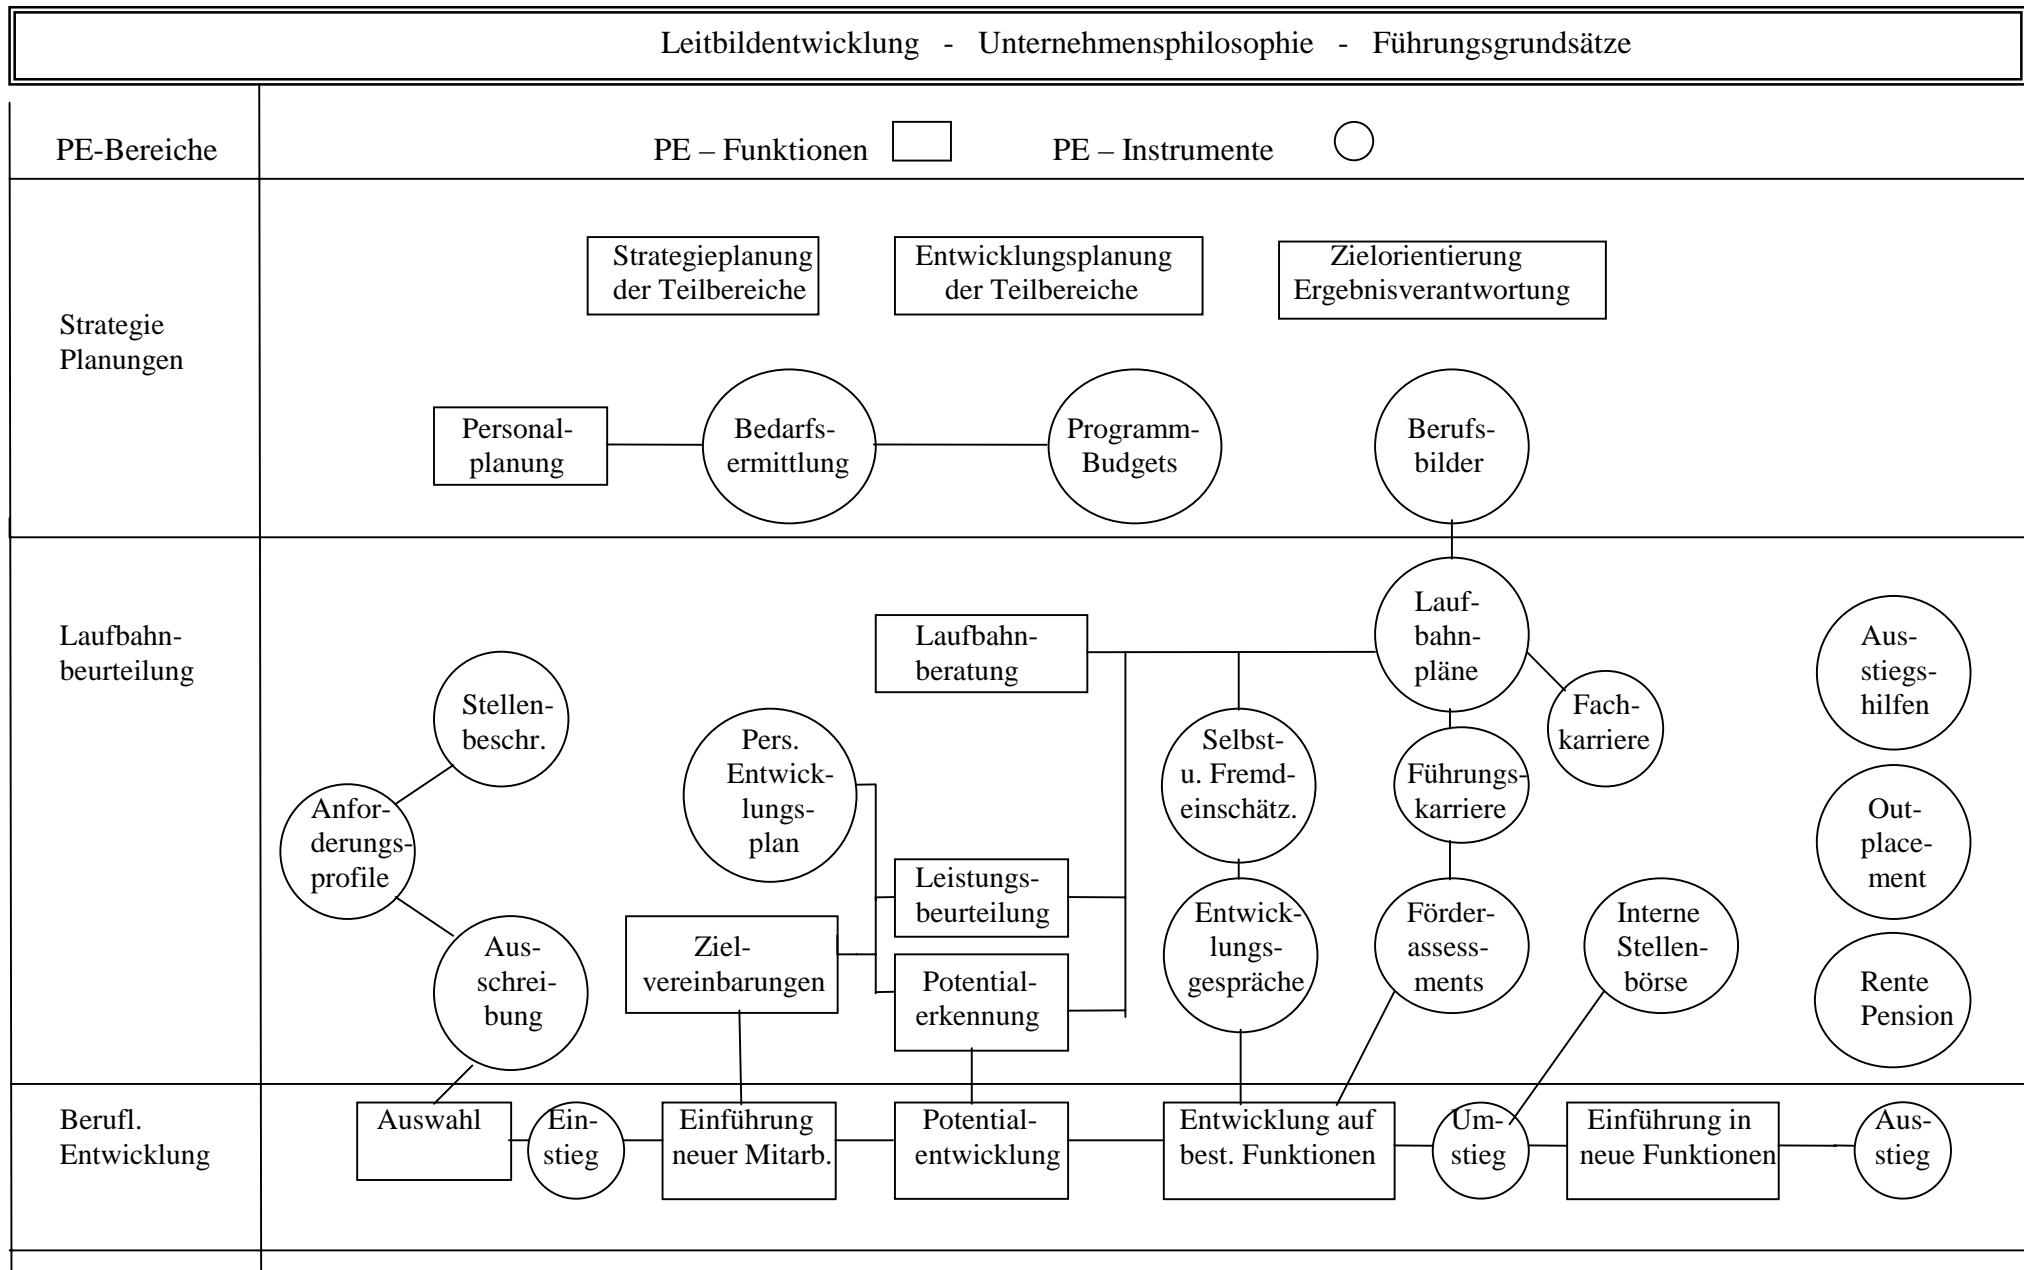 Leitbildentwicklung - Unternehmensphilosophie - Führungsgrundsätze
PE-Bereiche
PE – Funktionen
PE – Instrumente
Strategie
Planungen
Strategieplanung
der Teilbereiche
Entwicklungsplanung
der Teilbereiche
Zielorientierung
Ergebnisverantwortung
Personal-
planung
Bedarfs-
ermittlung
Programm-
Budgets
Berufs-
bilder
Laufbahn-
beurteilung
Stellen-
beschr.
Anfor-
derungs-
profile
Aus-
schrei-
bung
Pers.
Entwick-
lungs-
plan
Ziel-
vereinbarungen
Laufbahn-
beratung
Leistungs-
beurteilung
Potential-
erkennung
Selbst-
u. Fremd-
einschätz.
Entwick-
lungs-
gespräche
Lauf-
bahn-
pläne
Führungs-
karriere
Förder-
assess-
ments
Fach-
karriere
Interne
Stellen-
börse
Aus-
stiegs-
hilfen
Out-
place-
ment
Rente
Pension
Berufl.
Entwicklung
Auswahl
Ein-
stieg
Einführung
neuer Mitarb.
Potential-
entwicklung
Entwicklung auf
best. Funktionen
Um-
stieg
Einführung in
neue Funktionen
Aus-
stieg